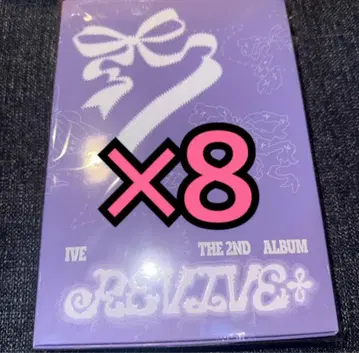 ×8
IVE THE 2ND ALBUM
REVIVE+